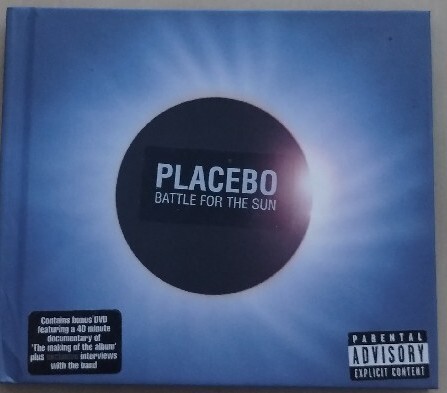 PLACEBO
BATTLE FOR THE SUN
Contains bonus DVD
featuring a 40 minute
documentary of
'The making of the album'
plus interviews
with the band
PARENTAL
ADVISORY
EXPLICIT CONTENT